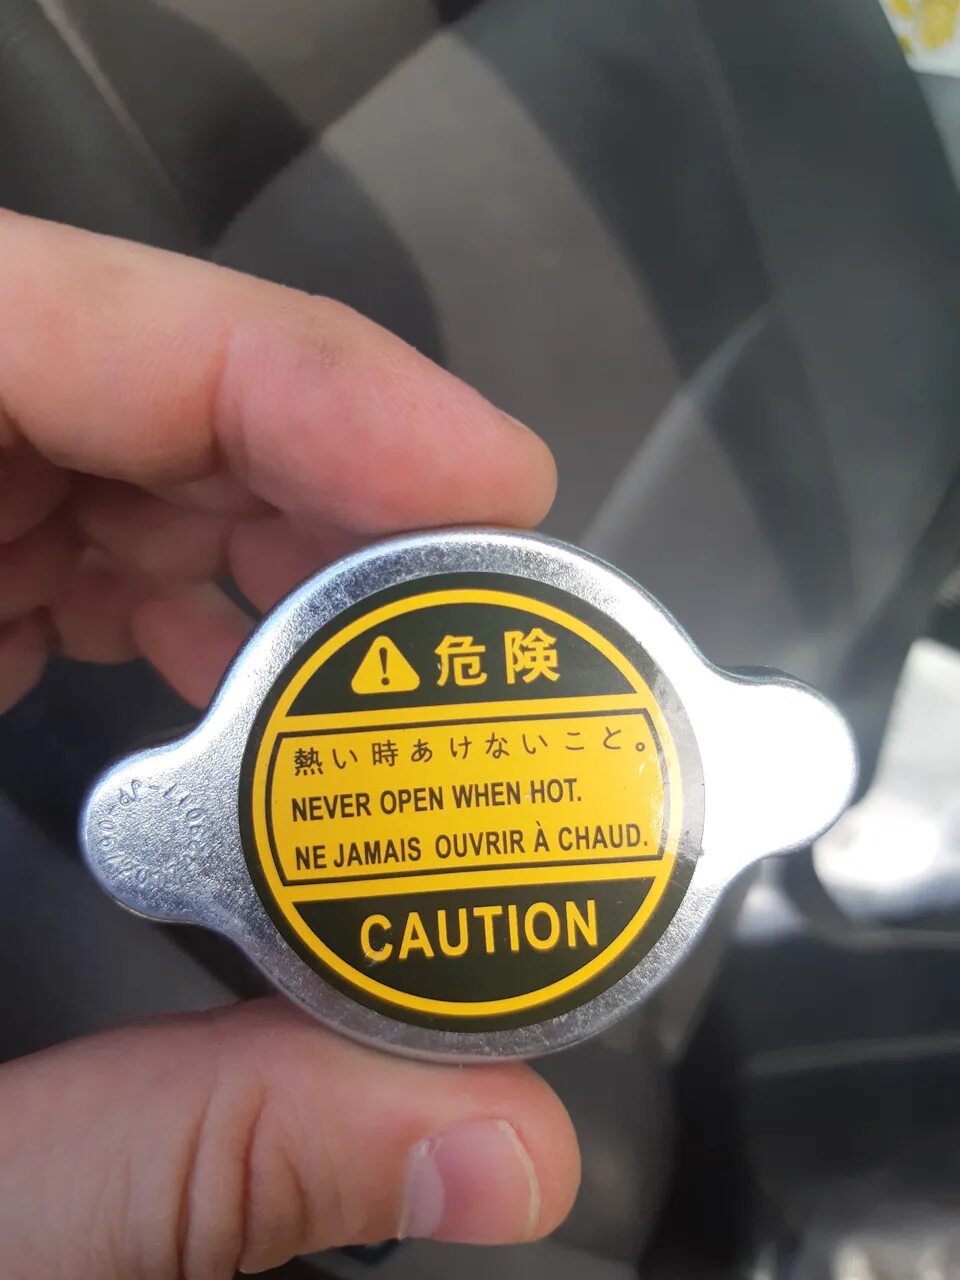 危険
熱い時あけないこと。
NEVER OPEN WHEN HOT.
NE JAMAIS OUVRIR À CHAUD.
CAUTION